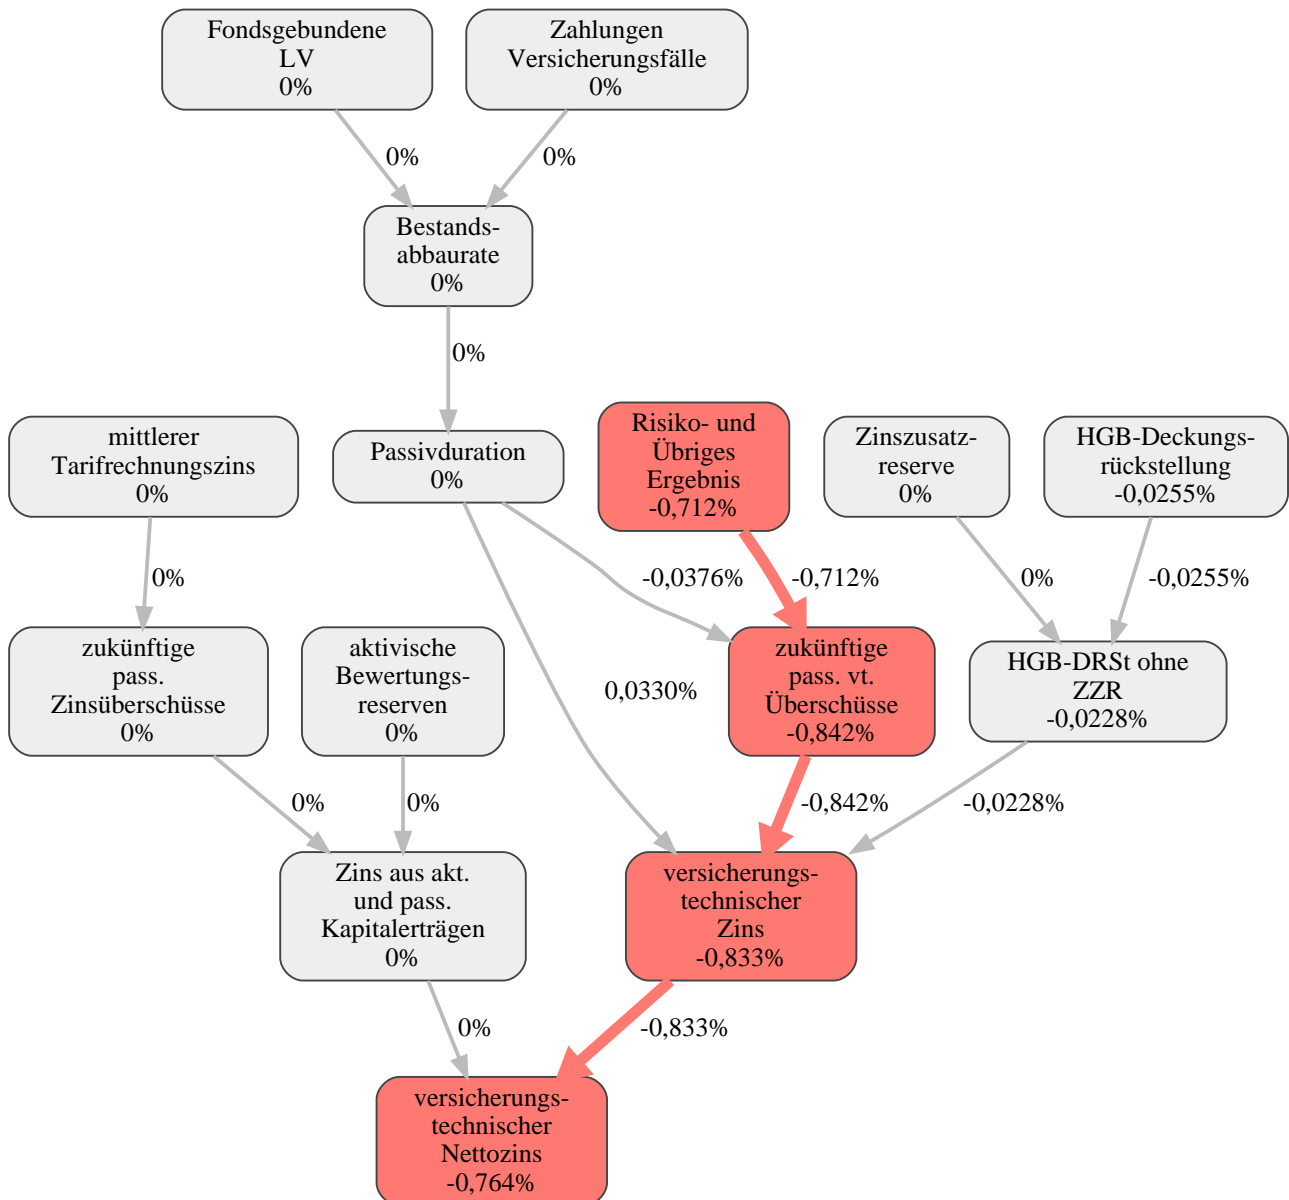 Fondsgebundene
LV
0%
Zahlungen
Versicherungsfälle
0%
0%
0%
Bestands-
abbaurate
0%
0%
mittlerer
Tarifrechnungszins
0%
Passivduration
0%
Risiko- und
Übriges
Ergebnis
-0,712%
Zinszusatz-
reserve
0%
HGB-Deckungs-
rückstellung
-0,0255%
0%
-0,0376%
-0,712%
0%
-0,0255%
zukünftige
pass.
Zinsüberschüsse
0%
aktivische
Bewertungs-
reserven
0%
0,0330%
zukünftige
pass. vt.
Überschüsse
-0,842%
HGB-DRSt ohne
ZZR
-0,0228%
0%
0%
-0,842%
-0,0228%
Zins aus akt.
und pass.
Kapitalerträgen
0%
versicherungs-
technischer
Zins
-0,833%
0%
-0,833%
versicherungs-
technischer
Nettozins
-0,764%